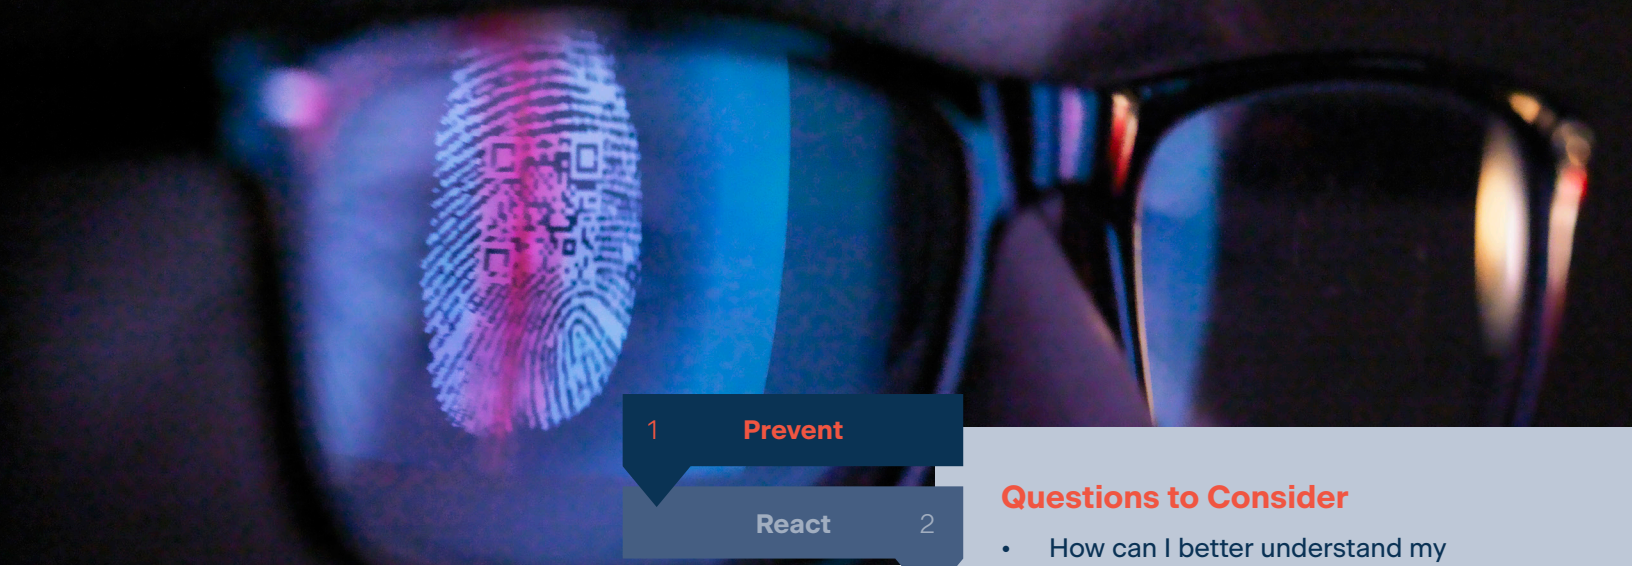 1 Prevent
React 2
Questions to Consider
• How can I better understand my